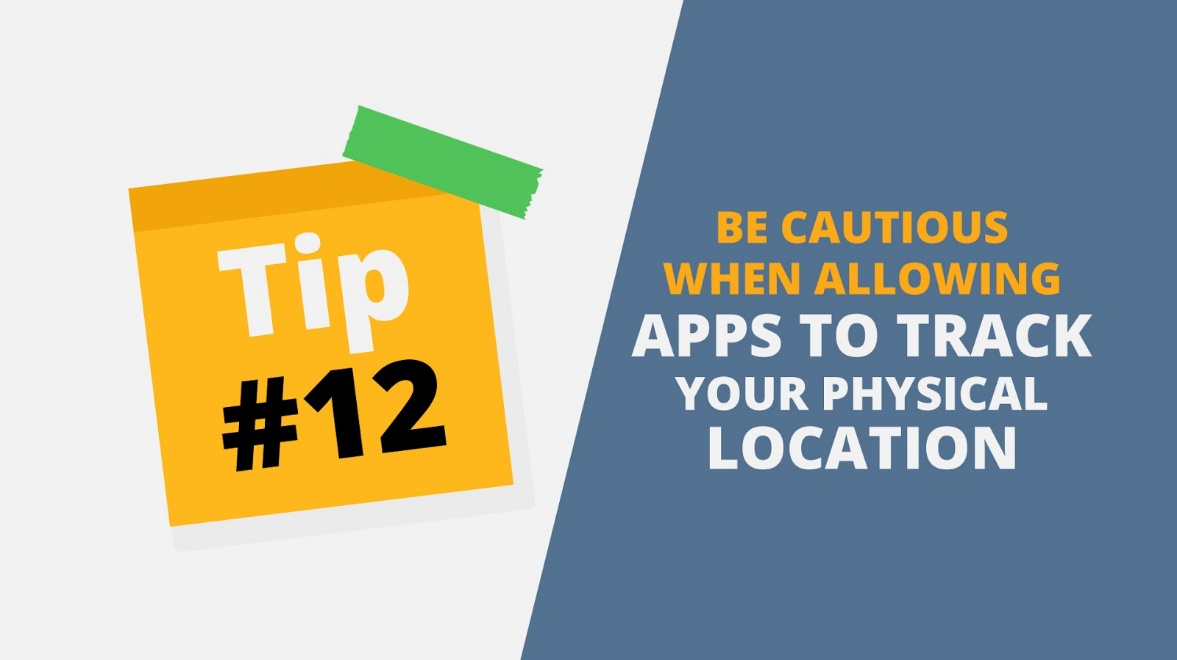 Tip
#12
BE CAUTIOUS
WHEN ALLOWING
APPS TO TRACK
YOUR PHYSICAL
LOCATION